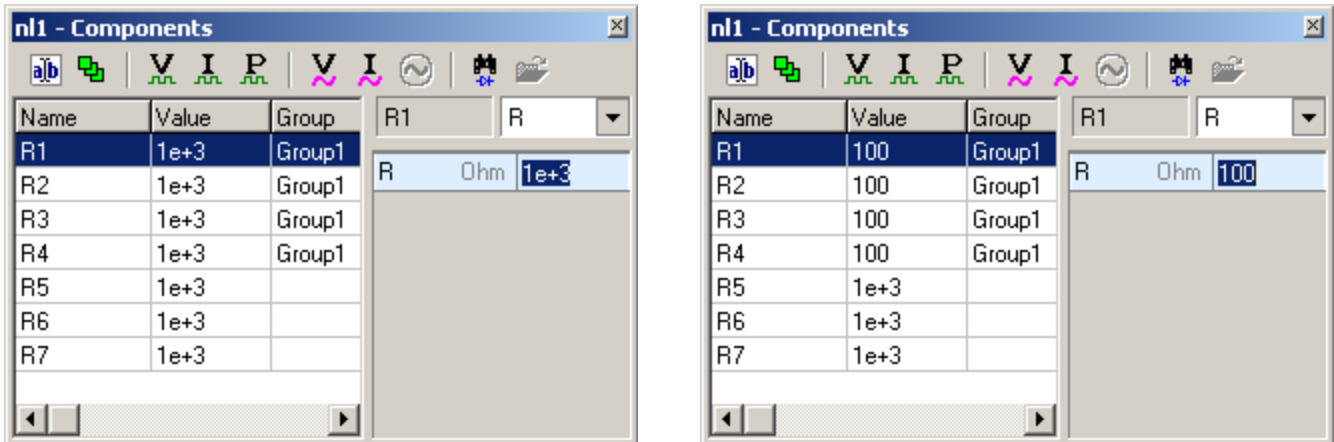 nl1 - Components
a b V I P V I
Name Value Group R1 R
R1 1e+3 Group1 R Ohm 1e+3
R2 1e+3 Group1
R3 1e+3 Group1
R4 1e+3 Group1
R5 1e+3
R6 1e+3
R7 1e+3
nl1 - Components
a b V I P V I
Name Value Group R1 R
R1 100 Group1 R Ohm 100
R2 100 Group1
R3 100 Group1
R4 100 Group1
R5 1e+3
R6 1e+3
R7 1e+3